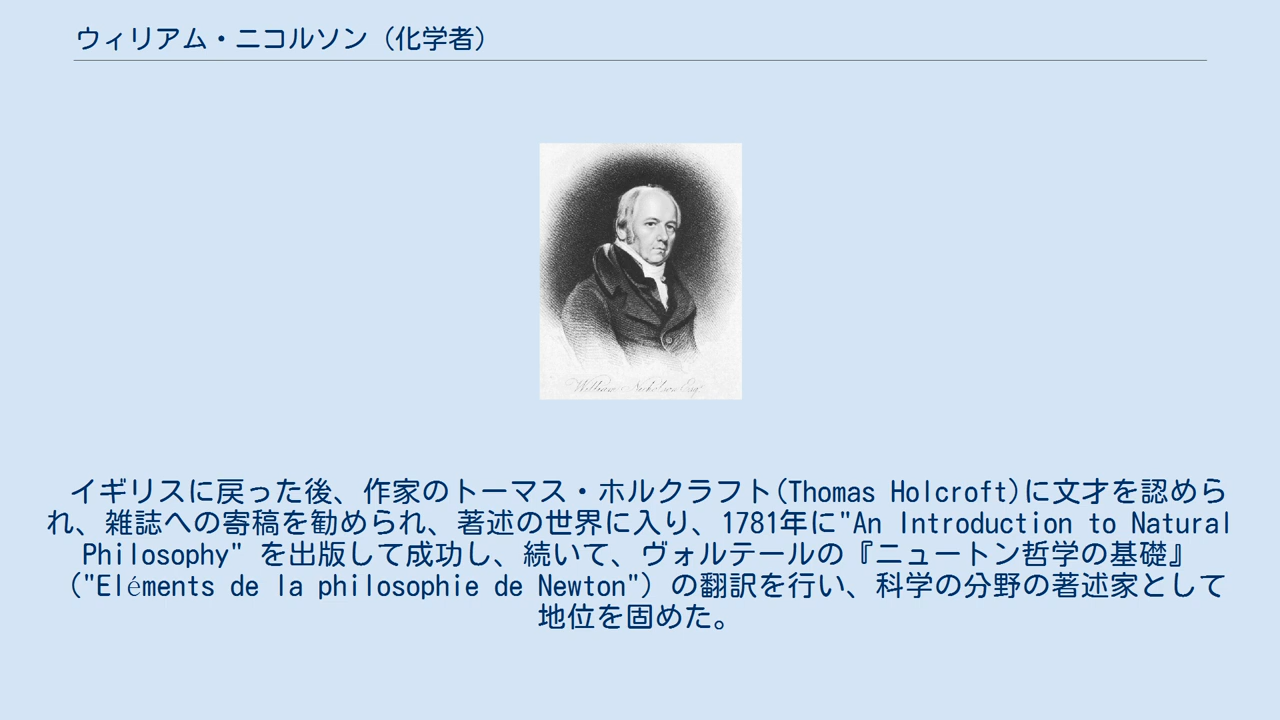 ウィリアム・ニコルソン（化学者）
William Nicholson Esqr
イギリスに戻った後、作家のトーマス・ホルクラフト(Thomas Holcroft)に文才を認めら
れ、雑誌への寄稿を勧められ、著述の世界に入り、1781年に"An Introduction to Natural
Philosophy" を出版して成功し、続いて、ヴォルテールの『ニュートン哲学の基礎』
（"Eléments de la philosophie de Newton"）の翻訳を行い、科学の分野の著述家として
地位を固めた。